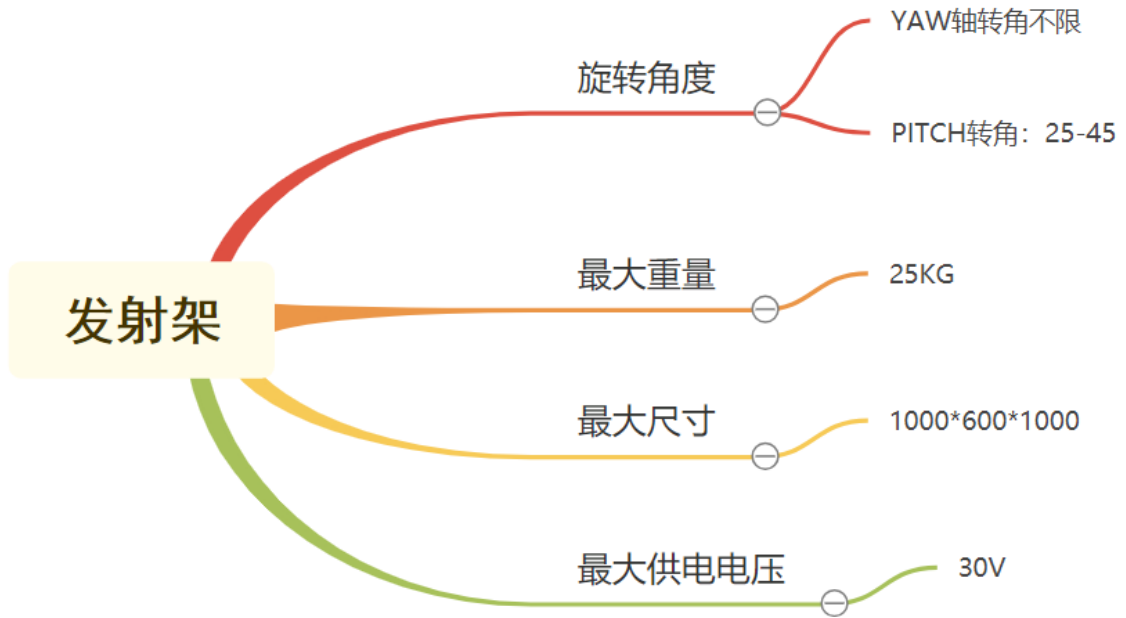 发射架
旋转角度
YAW轴转角不限
PITCH转角：25-45
最大重量
25KG
最大尺寸
1000*600*1000
最大供电电压
30V